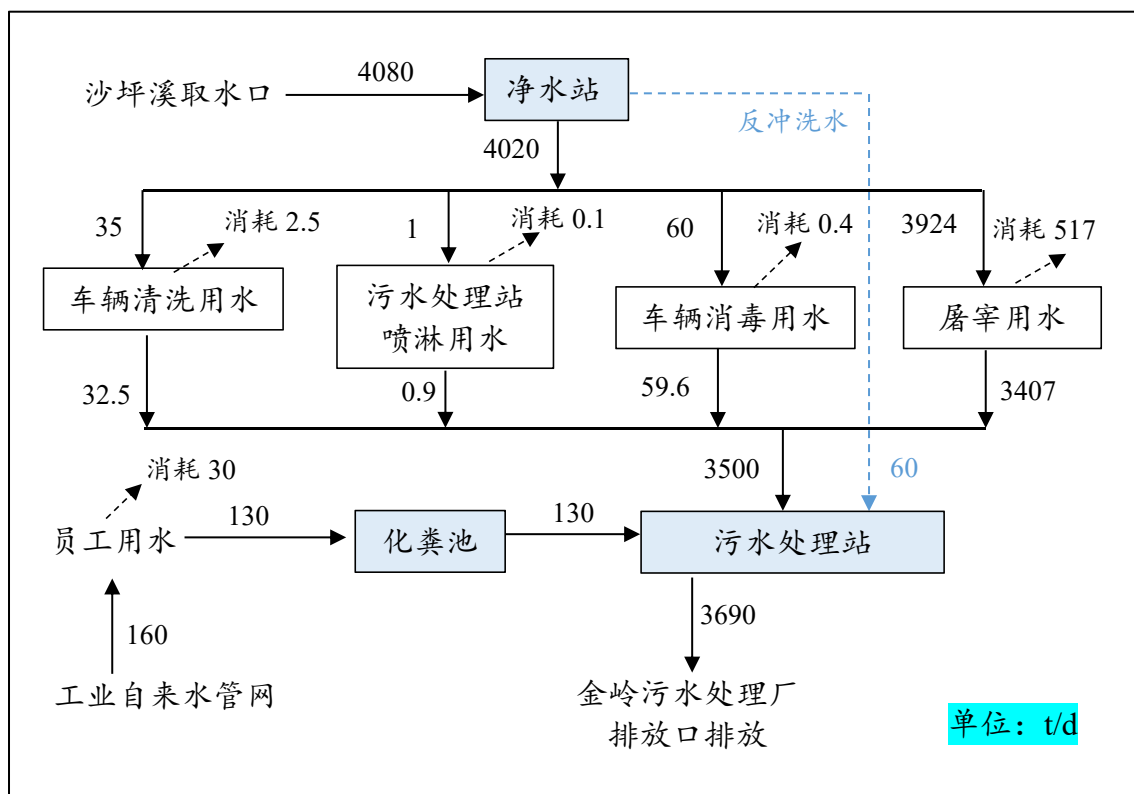 4080
沙坪溪取水口
净水站
反冲洗水
4020
35
消耗 2.5
1
消耗 0.1
60
消耗 0.4
3924
消耗 517
车辆清洗用水
污水处理站
喷淋用水
车辆消毒用水
屠宰用水
32.5
0.9
59.6
3407
消耗 30
3500
60
130
130
员工用水
化粪池
污水处理站
160
3690
工业自来水管网
金岭污水处理厂
排放口排放
单位：t/d